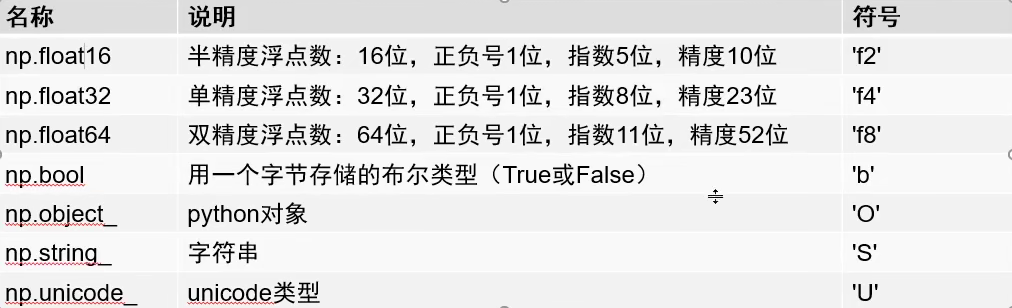 名称 说明 符号
np.float16 半精度浮点数：16位，正负号1位，指数5位，精度10位 'f2'
np.float32 单精度浮点数：32位，正负号1位，指数8位，精度23位 'f4'
np.float64 双精度浮点数：64位，正负号1位，指数11位，精度52位 'f8'
np.bool 用一个字节存储的布尔类型（True或False） 'b'
np.object_ python对象 'O'
np.string_ 字符串 'S'
np.unicode_ unicode类型 'U'